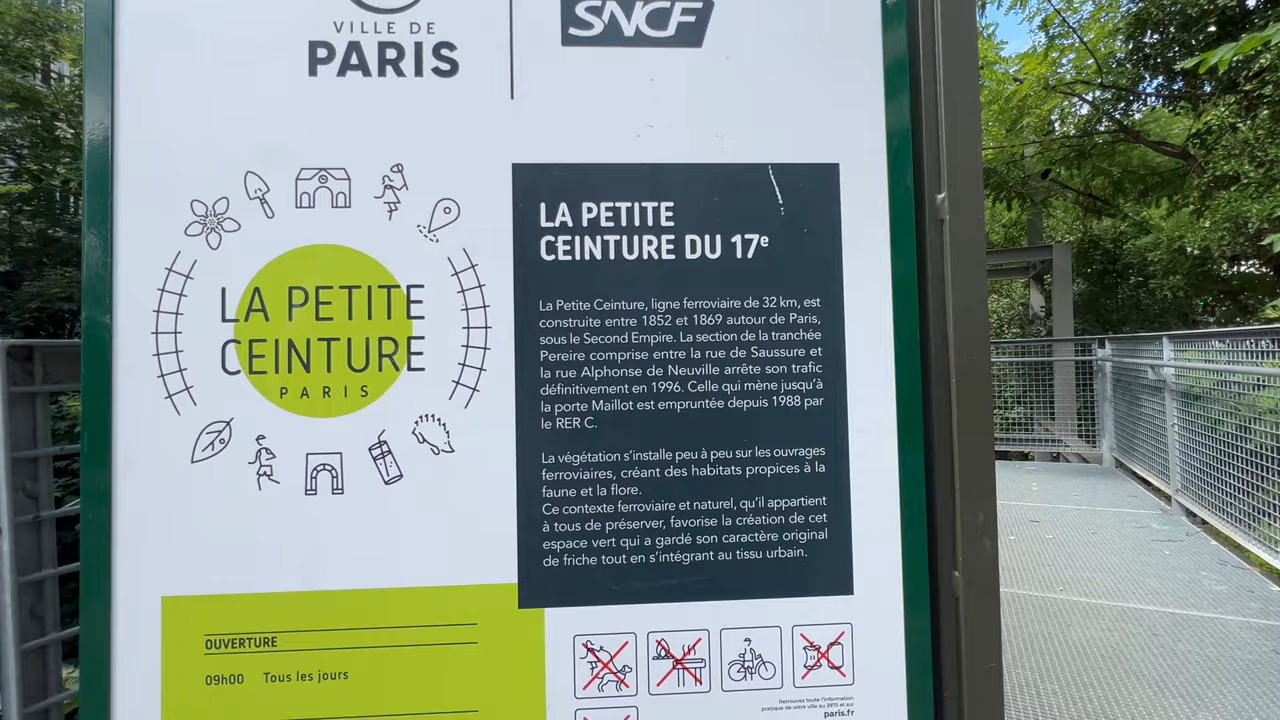 VILLE DE
PARIS
SNCF
LA PETITE
CEINTURE
PARIS
LA PETITE
CEINTURE DU 17e
La Petite Ceinture, ligne ferroviaire de 32 km, est
construite entre 1852 et 1869 autour de Paris,
sous le Second Empire. La section de la tranchée
Pereire comprise entre la rue de Saussure et
la rue Alphonse de Neuville arrête son trafic
définitivement en 1996. Celle qui mène jusqu'à
la porte Maillot est empruntée depuis 1988 par
le RER C.
La végétation s'installe peu à peu sur les ouvrages
ferroviaires, créant des habitats propices à la
faune et la flore.
Ce contexte ferroviaire et naturel, qu'il appartient
à tous de préserver, favorise la création de cet
espace vert qui a gardé son caractère original
de friche tout en s'intégrant au tissu urbain.
OUVERTURE
09h00 Tous les jours
Retrouvez toute l'information
pratique de votre ville au 3975 et sur
paris.fr